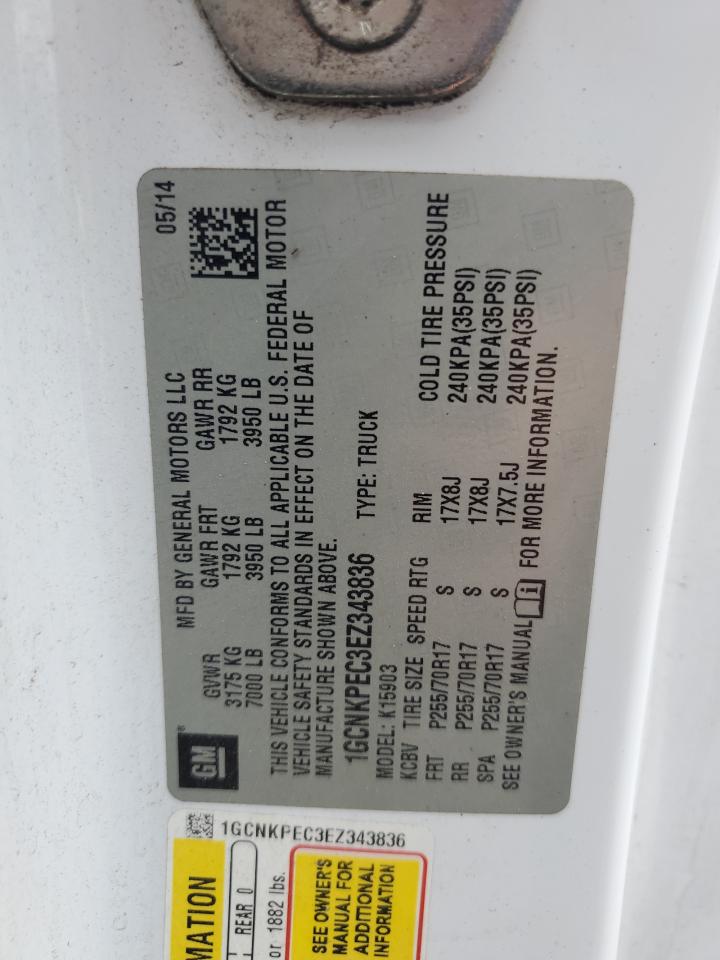 MFD BY GENERAL MOTORS LLC 05/14
GVWR GAWR FRT GAWR RR
3175 KG 1792 KG 1792 KG
7000 LB 3950 LB 3950 LB
GM®
THIS VEHICLE CONFORMS TO ALL APPLICABLE U.S. FEDERAL MOTOR
VEHICLE SAFETY STANDARDS IN EFFECT ON THE DATE OF
MANUFACTURE SHOWN ABOVE.
1GCNKPEC3EZ343836 TYPE: TRUCK
MODEL: K15903
KCBV TIRE SIZE SPEED RTG RIM COLD TIRE PRESSURE
FRT P255/70R17 S 17X8J 240KPA(35PSI)
RR P255/70R17 S 17X8J 240KPA(35PSI)
SPA P255/70R17 S 17X7.5J 240KPA(35PSI)
SEE OWNER'S MANUAL i FOR MORE INFORMATION.
1GCNKPEC3EZ343836
REAR 0
or 1882 lbs.
SEE OWNER'S
MANUAL FOR
ADDITIONAL
INFORMATION